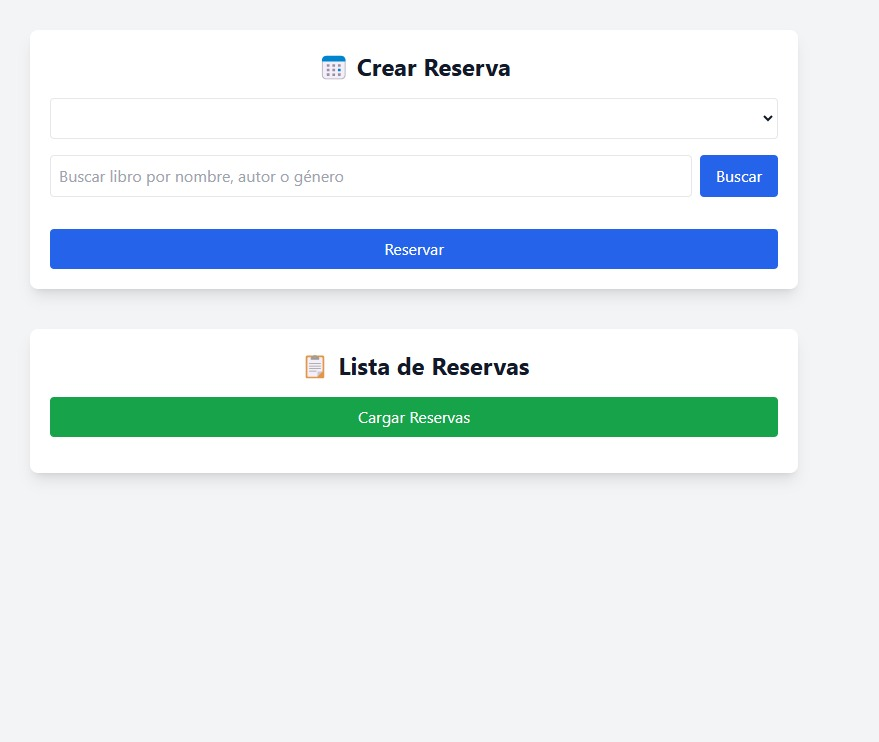 Crear Reserva
Buscar libro por nombre, autor o género
Buscar
Reservar
Lista de Reservas
Cargar Reservas